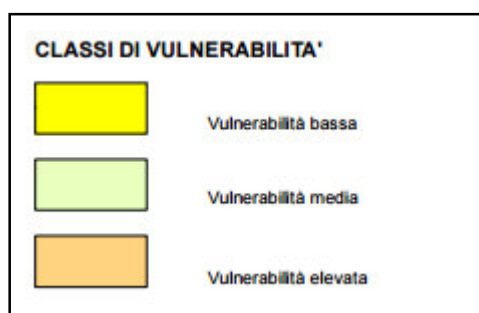 CLASSI DI VULNERABILITA'
Vulnerabilità bassa
Vulnerabilità media
Vulnerabilità elevata